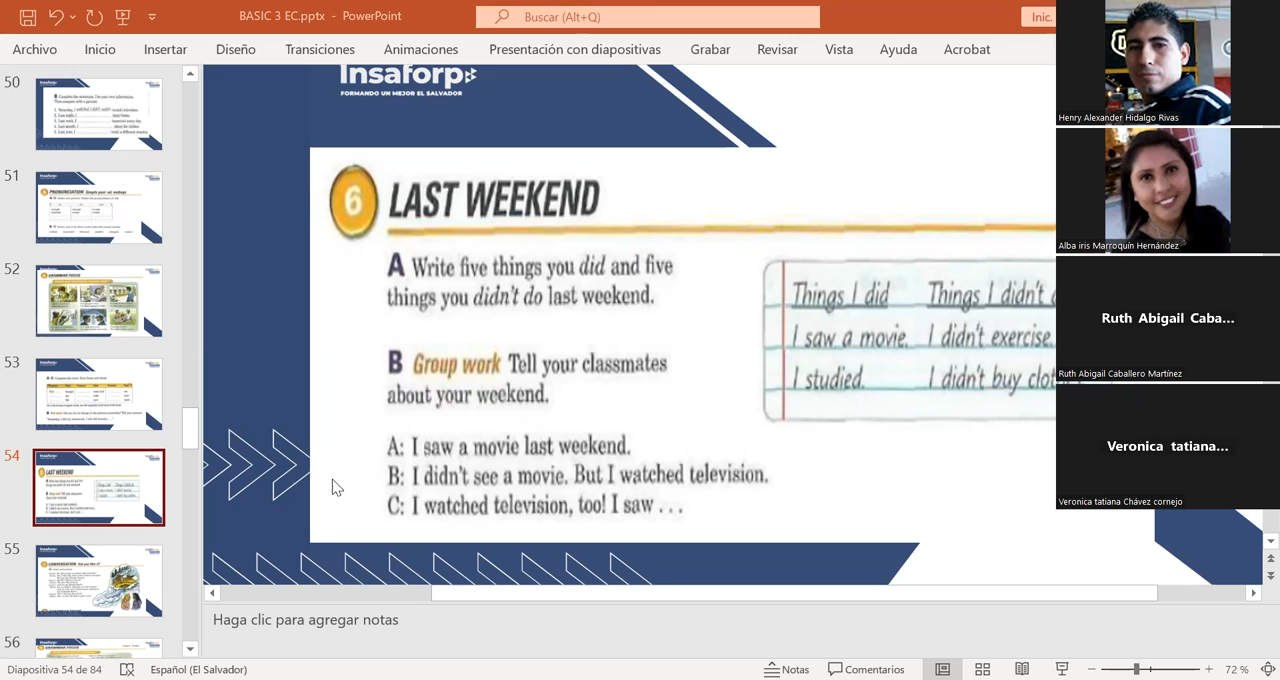 BASIC 3 EC.pptx - PowerPoint
Buscar (Alt+Q)
Inic.
Archivo Inicio Insertar Diseño Transiciones Animaciones Presentación con diapositivas Grabar Revisar Vista Ayuda Acrobat
50
51
52
53
54
55
56
Insaforp
FORMANDO UN MEJOR EL SALVADOR
6 LAST WEEKEND
A Write five things you did and five
things you didn't do last weekend.
B Group work Tell your classmates
about your weekend.
A: I saw a movie last weekend.
B: I didn't see a movie. But I watched television.
C: I watched television, too! I saw . . .
Things I did Things I didn't
I saw a movie. I didn't exercise.
I studied. I didn't buy
Henry Alexander Hidalgo Rivas
Alba iris Marroquín Hernández
Ruth Abigail Caba...
Ruth Abigail Caballero Martínez
Veronica tatiana...
Veronica tatiana Chávez cornejo
Haga clic para agregar notas
Diapositiva 54 de 84 Español (El Salvador) Notas Comentarios 72 %